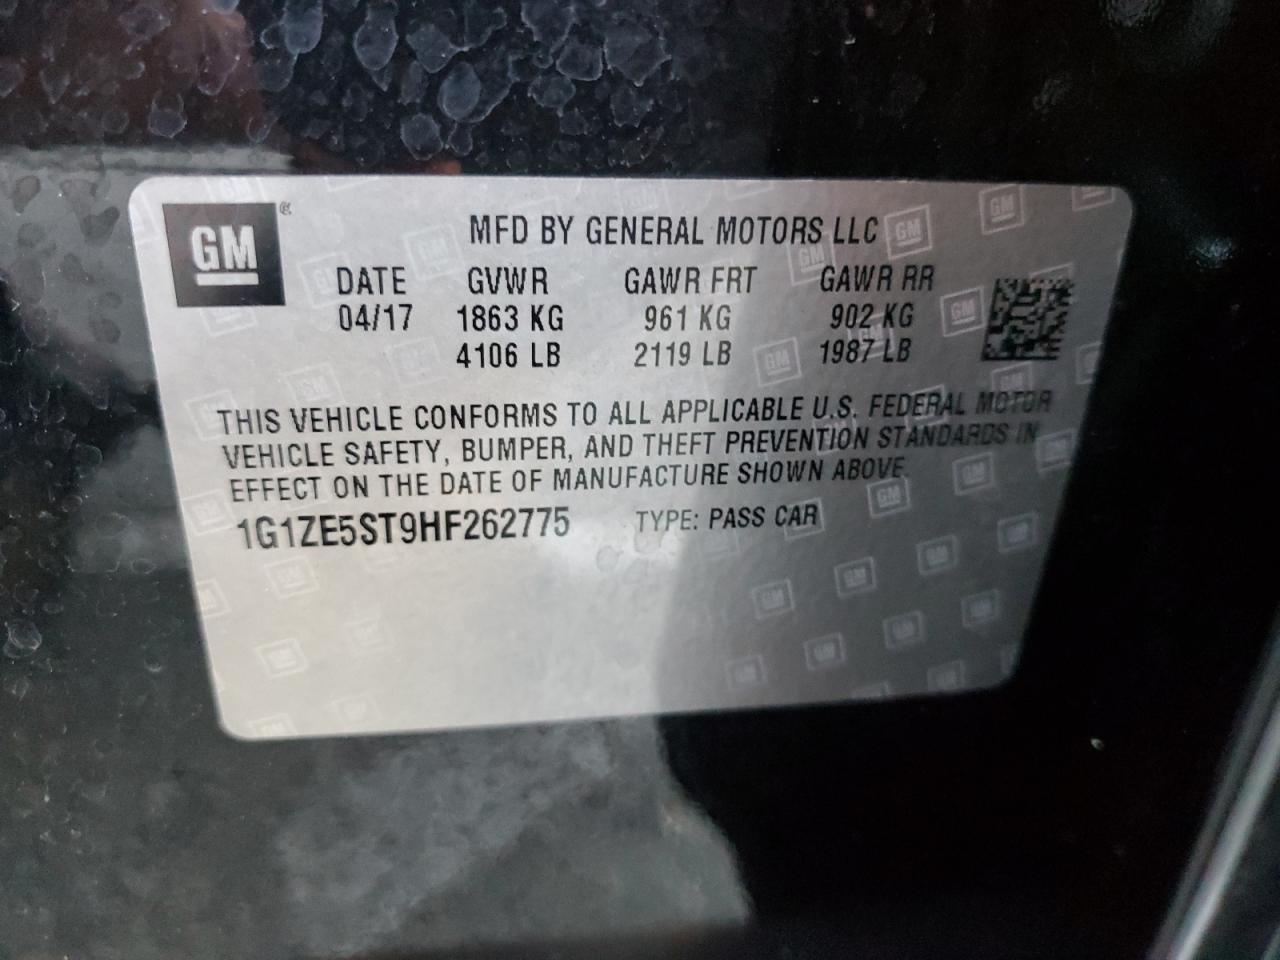 GM
MFD BY GENERAL MOTORS LLC
DATE GVWR GAWR FRT GAWR RR
04/17 1863 KG 961 KG 902 KG
4106 LB 2119 LB 1987 LB
THIS VEHICLE CONFORMS TO ALL APPLICABLE U.S. FEDERAL MOTOR
VEHICLE SAFETY, BUMPER, AND THEFT PREVENTION STANDARDS IN
EFFECT ON THE DATE OF MANUFACTURE SHOWN ABOVE.
1G1ZE5ST9HF262775 TYPE: PASS CAR